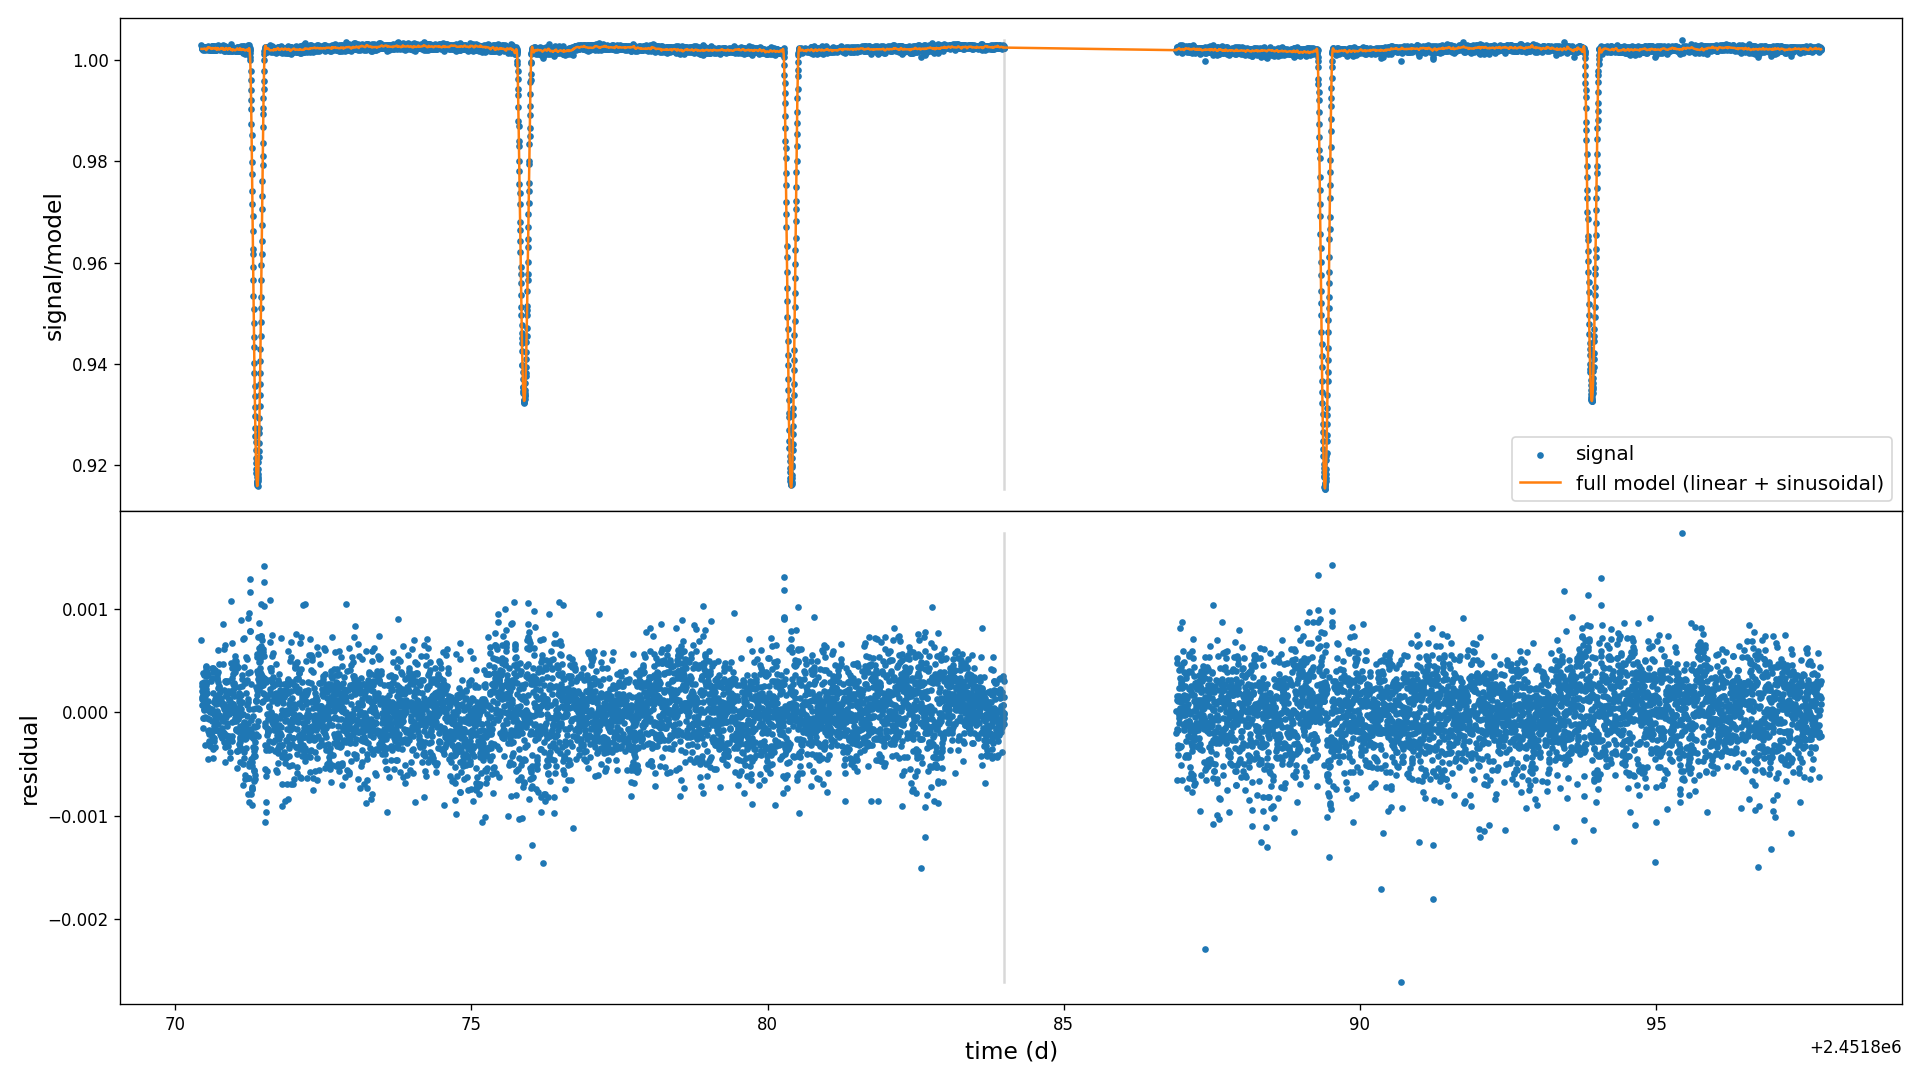 1.00
0.98
0.96
0.94
0.92
signal/model
signal
full model (linear + sinusoidal)
0.001
0.000
−0.001
−0.002
residual
70
75
80
85
90
95
time (d)
+2.4518e6